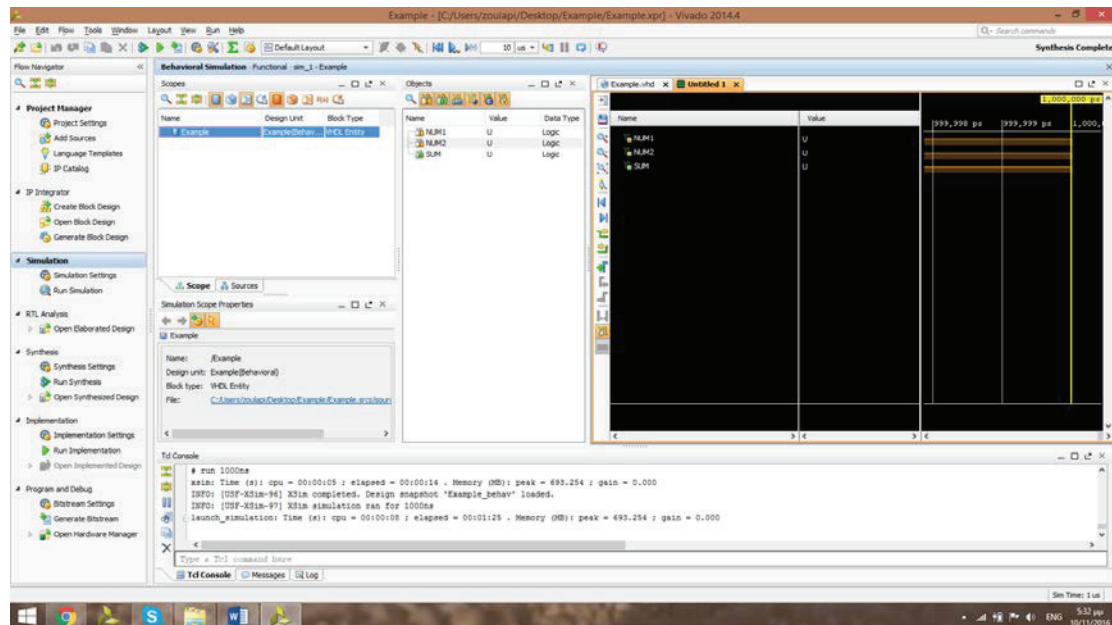 Example - [C:/Users/zoulapi/Desktop/Example/Example.xpr] - Vivado 2014.4
File Edit Flow Tools Window Layout View Run Help
Search commands
Default Layout
10 us
Synthesis Complete
Flow Navigator
Project Manager
Project Settings
Add Sources
Language Templates
IP Catalog
IP Integrator
Create Block Design
Open Block Design
Generate Block Design
Simulation
Simulation Settings
Run Simulation
RTL Analysis
Open Elaborated Design
Synthesis
Synthesis Settings
Run Synthesis
Open Synthesized Design
Implementation
Implementation Settings
Run Implementation
Open Implemented Design
Program and Debug
Bitstream Settings
Generate Bitstream
Open Hardware Manager
Behavioral Simulation - Functional - sim_1 - Example
Scopes
Name Design Unit Block Type
Example Example(Behav... VHDL Entity
Scope Sources
Simulation Scope Properties
Example
Name: /Example
Design unit: Example(Behavioral)
Block type: VHDL Entity
File: C:/Users/zoulapi/Desktop/Example/Example.srcs/sour
Objects
Name Value Data Type
NUM1 U Logic
NUM2 U Logic
SUM U Logic
Example.vhd Untitled 1
1,000,000 ps
Name Value 999,998 ps 999,999 ps 1,000,
NUM1 U
NUM2 U
SUM U
Tcl Console
# run 1000ns
xsim: Time (s): cpu = 00:00:05 ; elapsed = 00:00:14 . Memory (MB): peak = 693.254 ; gain = 0.000
INFO: [USF-XSim-96] XSim completed. Design snapshot 'Example_behav' loaded.
INFO: [USF-XSim-97] XSim simulation ran for 1000ns
launch_simulation: Time (s): cpu = 00:00:08 ; elapsed = 00:01:25 . Memory (MB): peak = 693.254 ; gain = 0.000
Type a Tcl command here
Tcl Console Messages Log
Sim Time: 1 us
ENG 5:32 μμ
10/11/2016